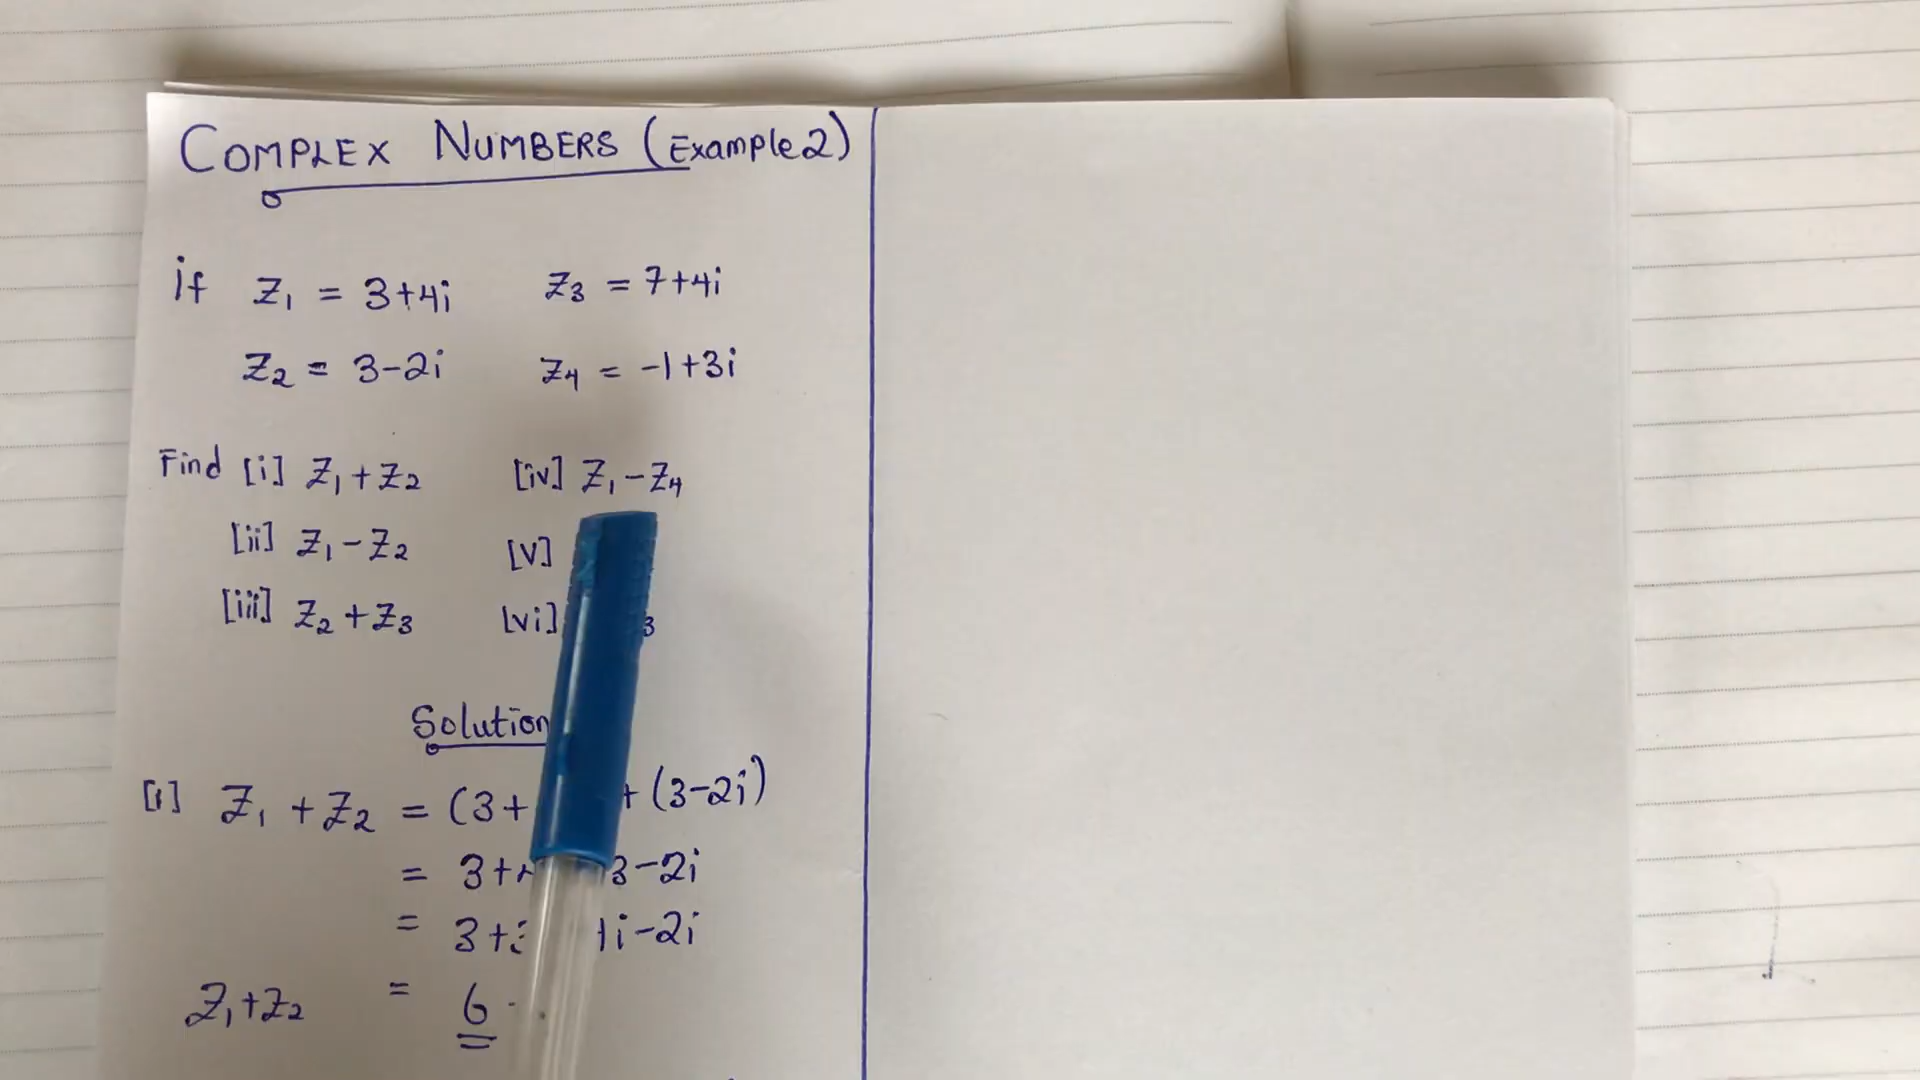 COMPLEX NUMBERS (Example 2)
if Z₁ = 3+4i Z₃ = 7+4i
Z₂ = 3-2i Z₄ = -1+3i
Find [i] Z₁+Z₂ [iv] Z₁-Z₄
[ii] Z₁-Z₂ [v]
[iii] Z₂+Z₃ [vi] 3
Solution
[i] Z₁+Z₂ = (3+ + (3-2i)
= 3+ 3-2i
= 3+ i-2i
Z₁+Z₂ = 6